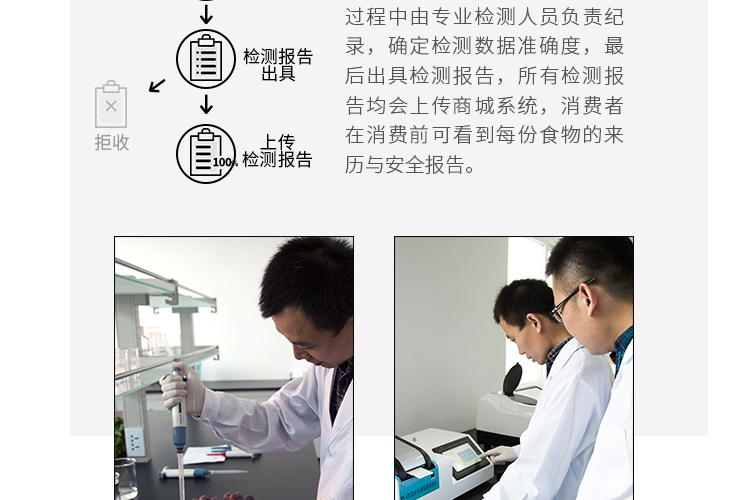 过程中由专业检测人员负责纪
录，确定检测数据准确度，最
后出具检测报告，所有检测报
告均会上传商城系统，消费者
在消费前可看到每份食物的来
历与安全报告。
检测报告
出具
拒收
上传
100% 检测报告